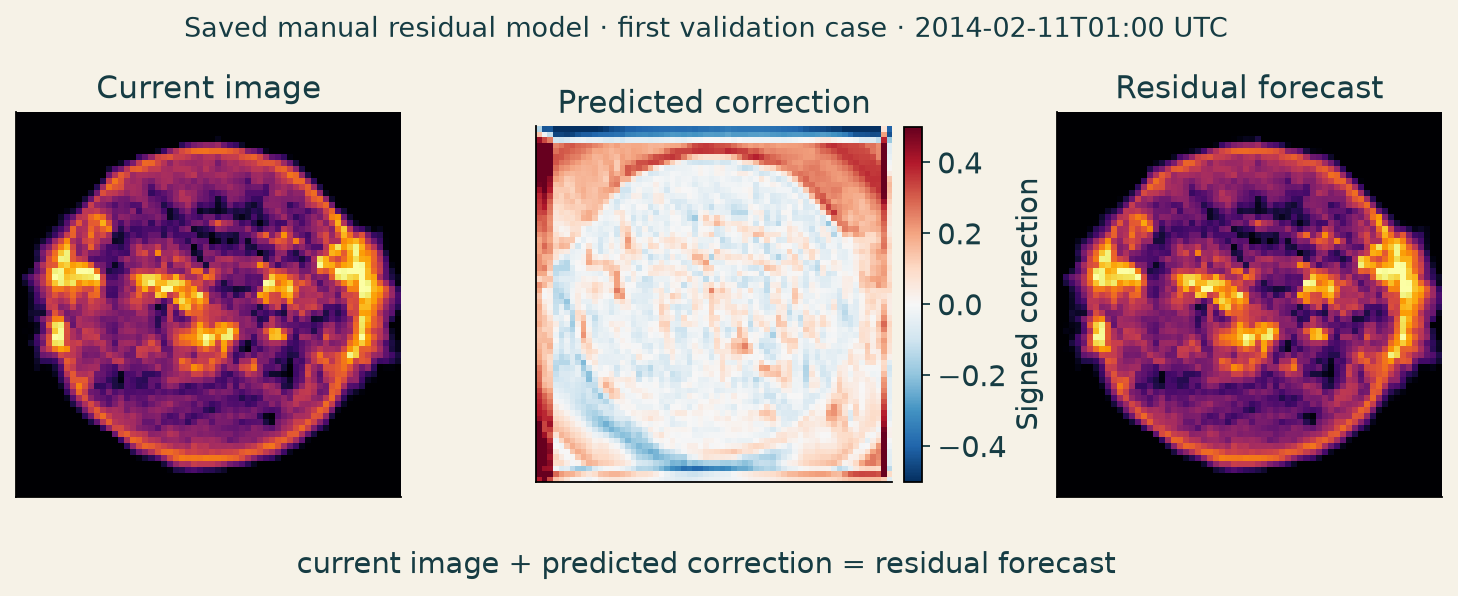 Saved manual residual model · first validation case · 2014-02-11T01:00 UTC
Current image
Predicted correction
Residual forecast
0.4
0.2
0.0
−0.2
−0.4
Signed correction
current image + predicted correction = residual forecast